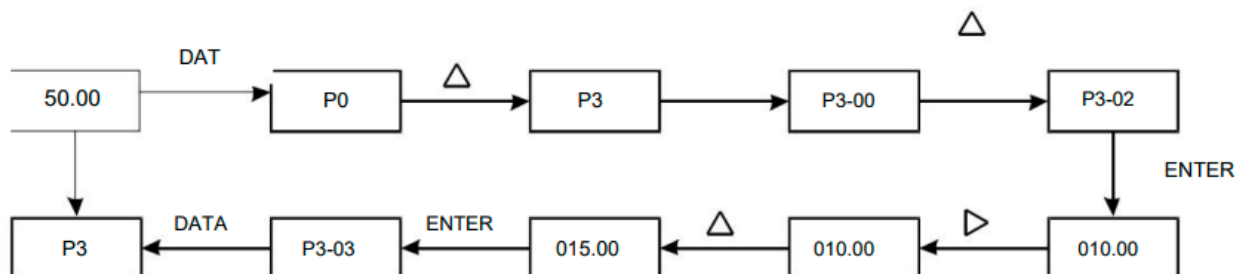 DAT
50.00
P0
P3
P3-00
P3-02
ENTER
P3
DATA
P3-03
ENTER
015.00
010.00
010.00